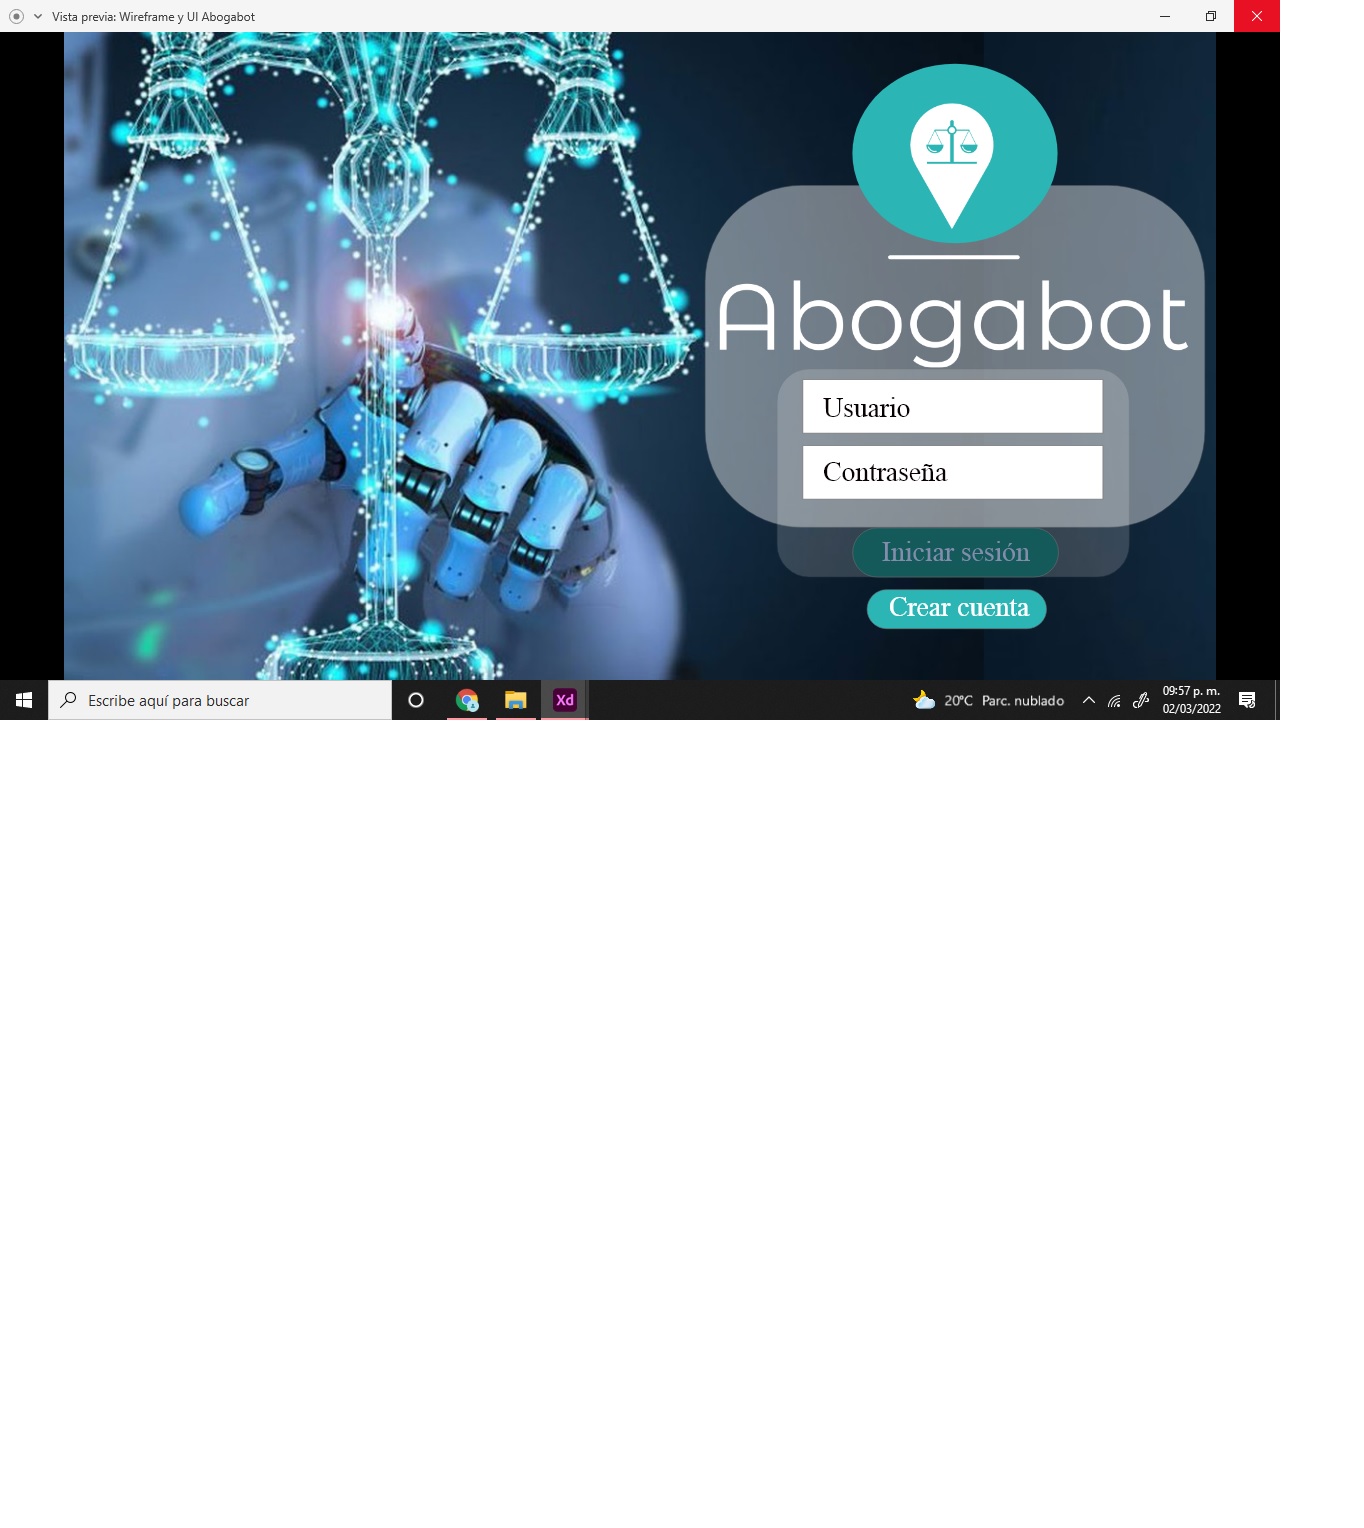 Vista previa: Wireframe y UI Abogabot
Abogabot
Usuario
Contraseña
Iniciar sesión
Crear cuenta
Escribe aquí para buscar
Xd
20°C Parc. nublado
09:57 p. m.
02/03/2022